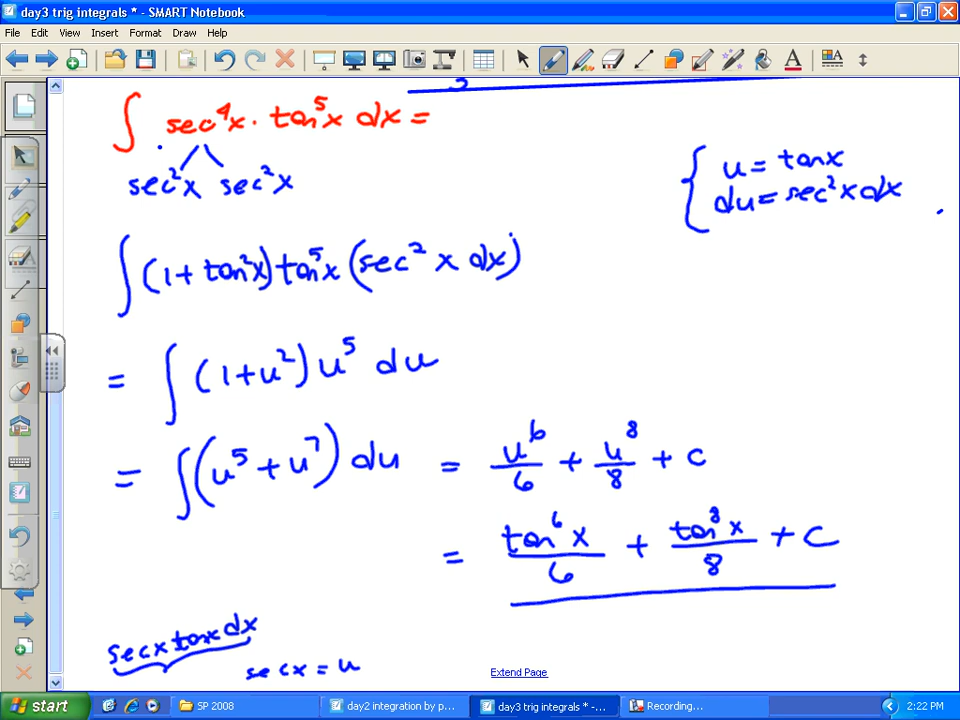 day3 trig integrals * - SMART Notebook
File Edit View Insert Format Draw Help
∫ sec⁴x · tan⁵x dx =
sec²x sec²x
u = tanx
du = sec²x dx
∫ (1 + tan²x) tan⁵x (sec² x dx)
= ∫ (1+u²) u⁵ du
= ∫ (u⁵ + u⁷) du = u⁶/6 + u⁸/8 + c
= tan⁶x/6 + tan⁸x/8 + c
secx tanx dx
secx = u
Extend Page
start SP 2008 day2 integration by p... day3 trig integrals * -... Recording... 2:22 PM